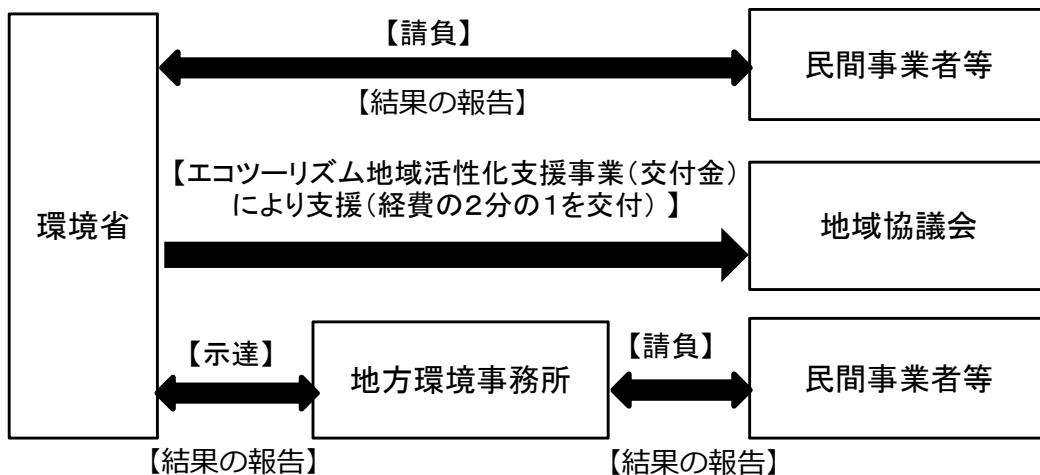 【請負】
民間事業者等
【結果の報告】
【エコツーリズム地域活性化支援事業(交付金)
により支援(経費の2分の1を交付) 】
環境省
地域協議会
【示達】
地方環境事務所
【請負】
民間事業者等
【結果の報告】
【結果の報告】